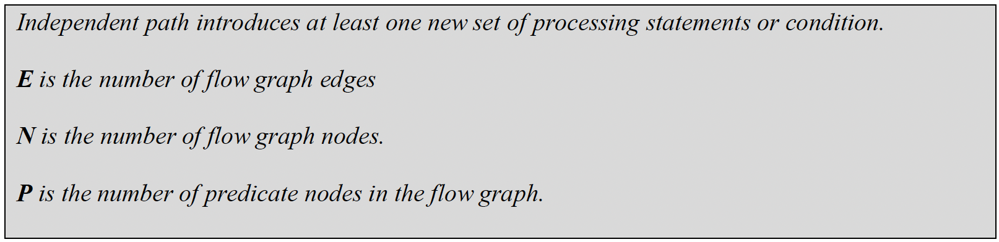 Independent path introduces at least one new set of processing statements or condition.
E is the number of flow graph edges
N is the number of flow graph nodes.
P is the number of predicate nodes in the flow graph.